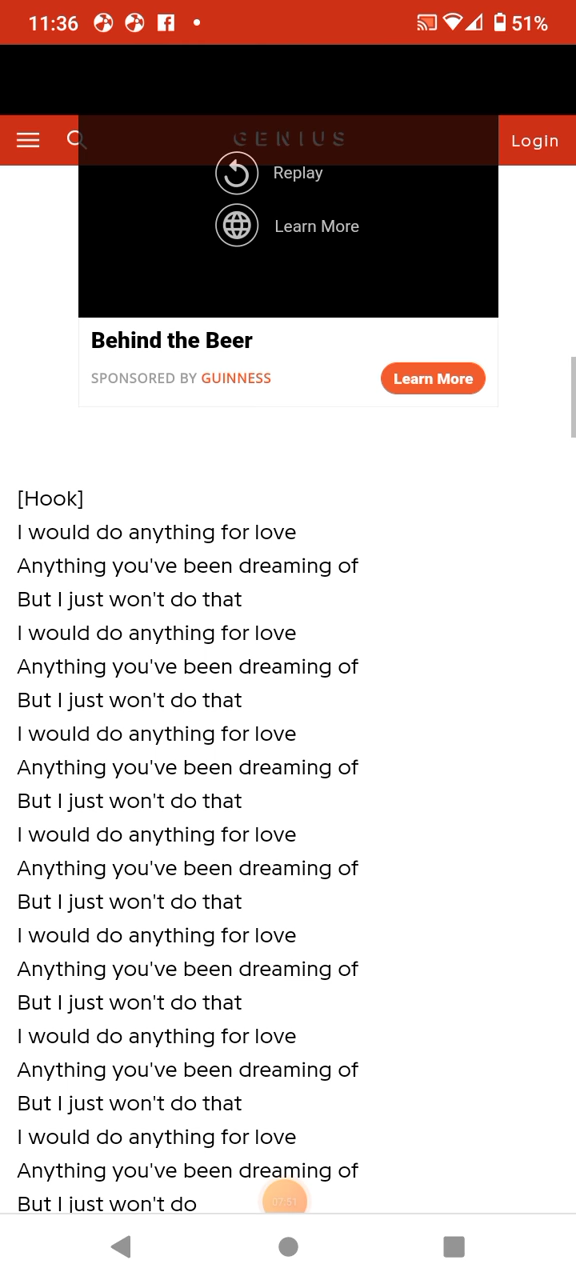 11:36
51%
GENIUS
LogIn
Replay
Learn More
Behind the Beer
SPONSORED BY GUINNESS
Learn More
[Hook]
I would do anything for love
Anything you've been dreaming of
But I just won't do that
I would do anything for love
Anything you've been dreaming of
But I just won't do that
I would do anything for love
Anything you've been dreaming of
But I just won't do that
I would do anything for love
Anything you've been dreaming of
But I just won't do that
I would do anything for love
Anything you've been dreaming of
But I just won't do that
I would do anything for love
Anything you've been dreaming of
But I just won't do that
I would do anything for love
Anything you've been dreaming of
But I just won't do
07:51